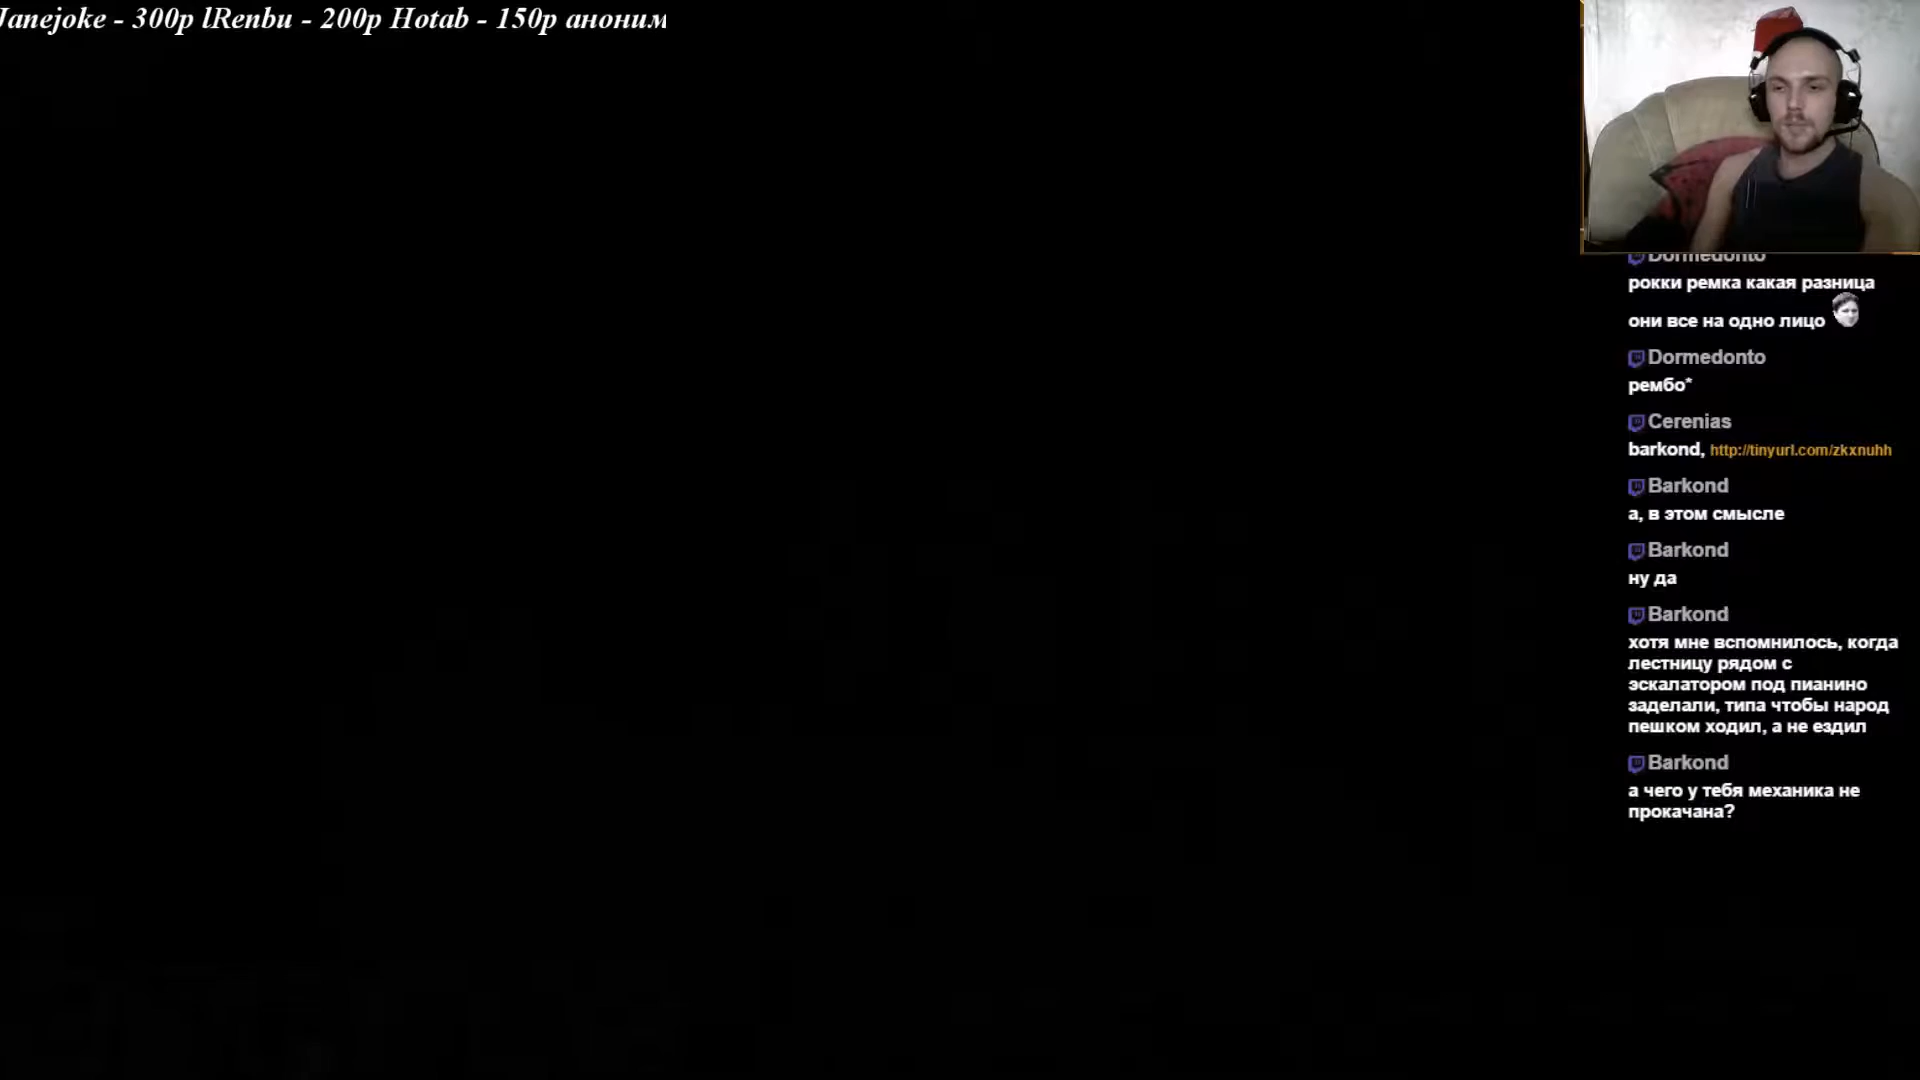 Janejoke - 300р lRenbu - 200р Hotab - 150р аноним
Dormedonto
рокки ремка какая разница
они все на одно лицо
Dormedonto
рембо*
Cerenias
barkond, http://tinyurl.com/zkxnuhh
Barkond
а, в этом смысле
Barkond
ну да
Barkond
хотя мне вспомнилось, когда
лестницу рядом с
эскалатором под пианино
заделали, типа чтобы народ
пешком ходил, а не ездил
Barkond
а чего у тебя механика не
прокачана?